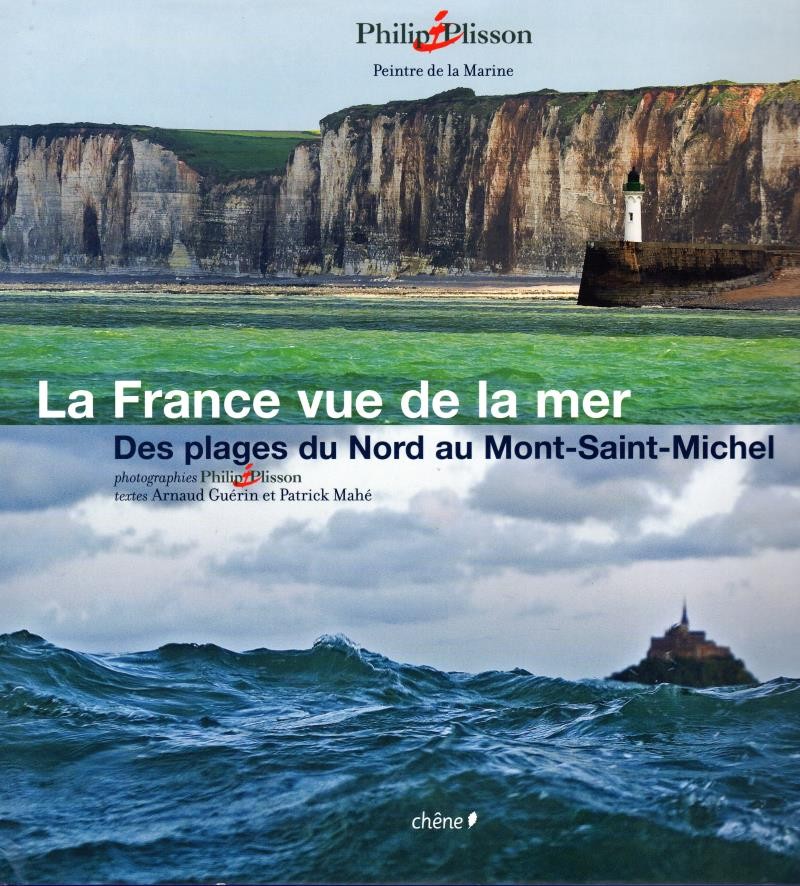 Philip Plisson
Peintre de la Marine
La France vue de la mer
Des plages du Nord au Mont-Saint-Michel
photographies Philip Plisson
textes Arnaud Guérin et Patrick Mahé
chêne